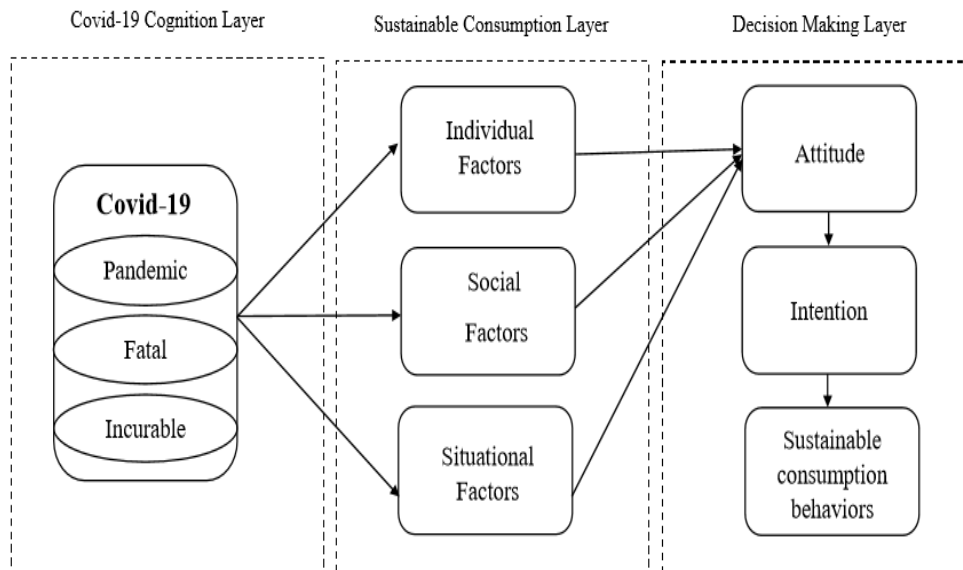 Covid-19 Cognition Layer
Sustainable Consumption Layer
Decision Making Layer
Covid-19
Pandemic
Fatal
Incurable
Individual
Factors
Social
Factors
Situational
Factors
Attitude
Intention
Sustainable
consumption
behaviors